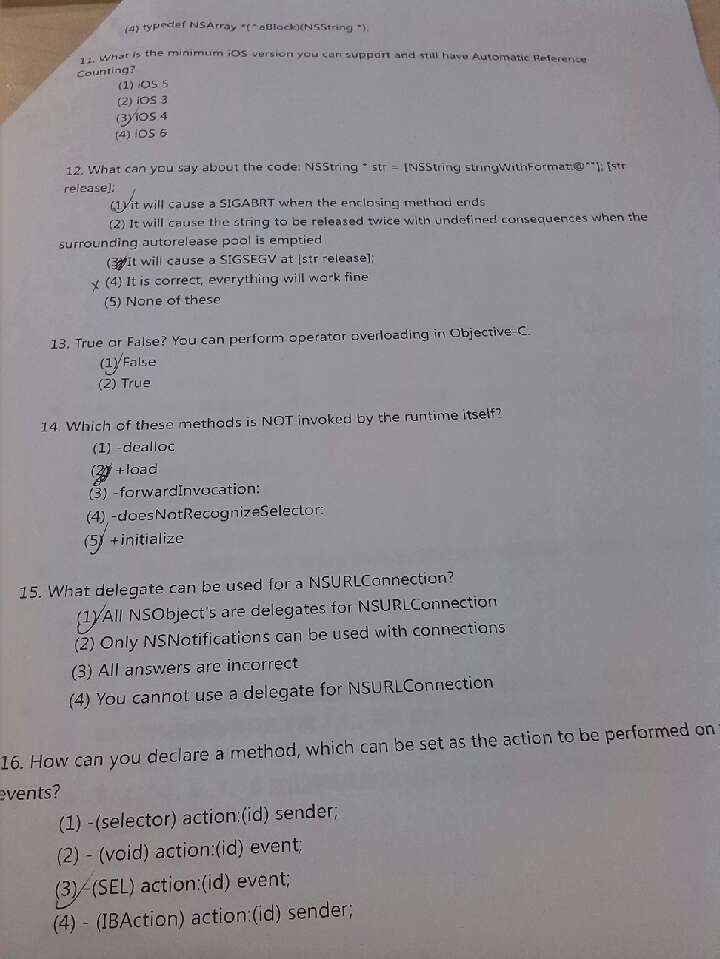 (4) typedef NSArray *(^aBlock)(NSString *);
11. What is the minimum iOS version you can support and still have Automatic Reference
Counting?
(1) iOS 5
(2) iOS 3
(3) iOS 4
(4) iOS 6
12. What can you say about the code: NSString * str = [NSString stringWithFormat:@""]; [str
release];
(1) it will cause a SIGABRT when the enclosing method ends
(2) It will cause the string to be released twice with undefined consequences when the
surrounding autorelease pool is emptied
(3) It will cause a SIGSEGV at [str release];
x (4) It is correct, everything will work fine
(5) None of these
13. True or False? You can perform operator overloading in Objective-C.
(1) False
(2) True
14. Which of these methods is NOT invoked by the runtime itself?
(1) -dealloc
(2) +load
(3) -forwardInvocation:
(4) -doesNotRecognizeSelector:
(5) +initialize
15. What delegate can be used for a NSURLConnection?
(1) All NSObject's are delegates for NSURLConnection
(2) Only NSNotifications can be used with connections
(3) All answers are incorrect
(4) You cannot use a delegate for NSURLConnection
16. How can you declare a method, which can be set as the action to be performed on
events?
(1) -(selector) action:(id) sender;
(2) - (void) action:(id) event;
(3) -(SEL) action:(id) event;
(4) - (IBAction) action:(id) sender;